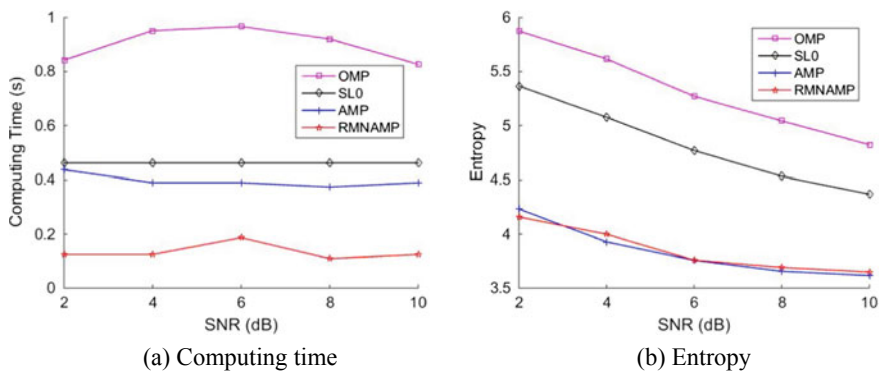 1
0.8
0.6
0.4
0.2
0
Computing Time (s)
2
4
6
8
10
SNR (dB)
OMP
SL0
AMP
RMNAMP
(a) Computing time
6
5.5
5
4.5
4
3.5
Entropy
2
4
6
8
10
SNR (dB)
OMP
SL0
AMP
RMNAMP
(b) Entropy